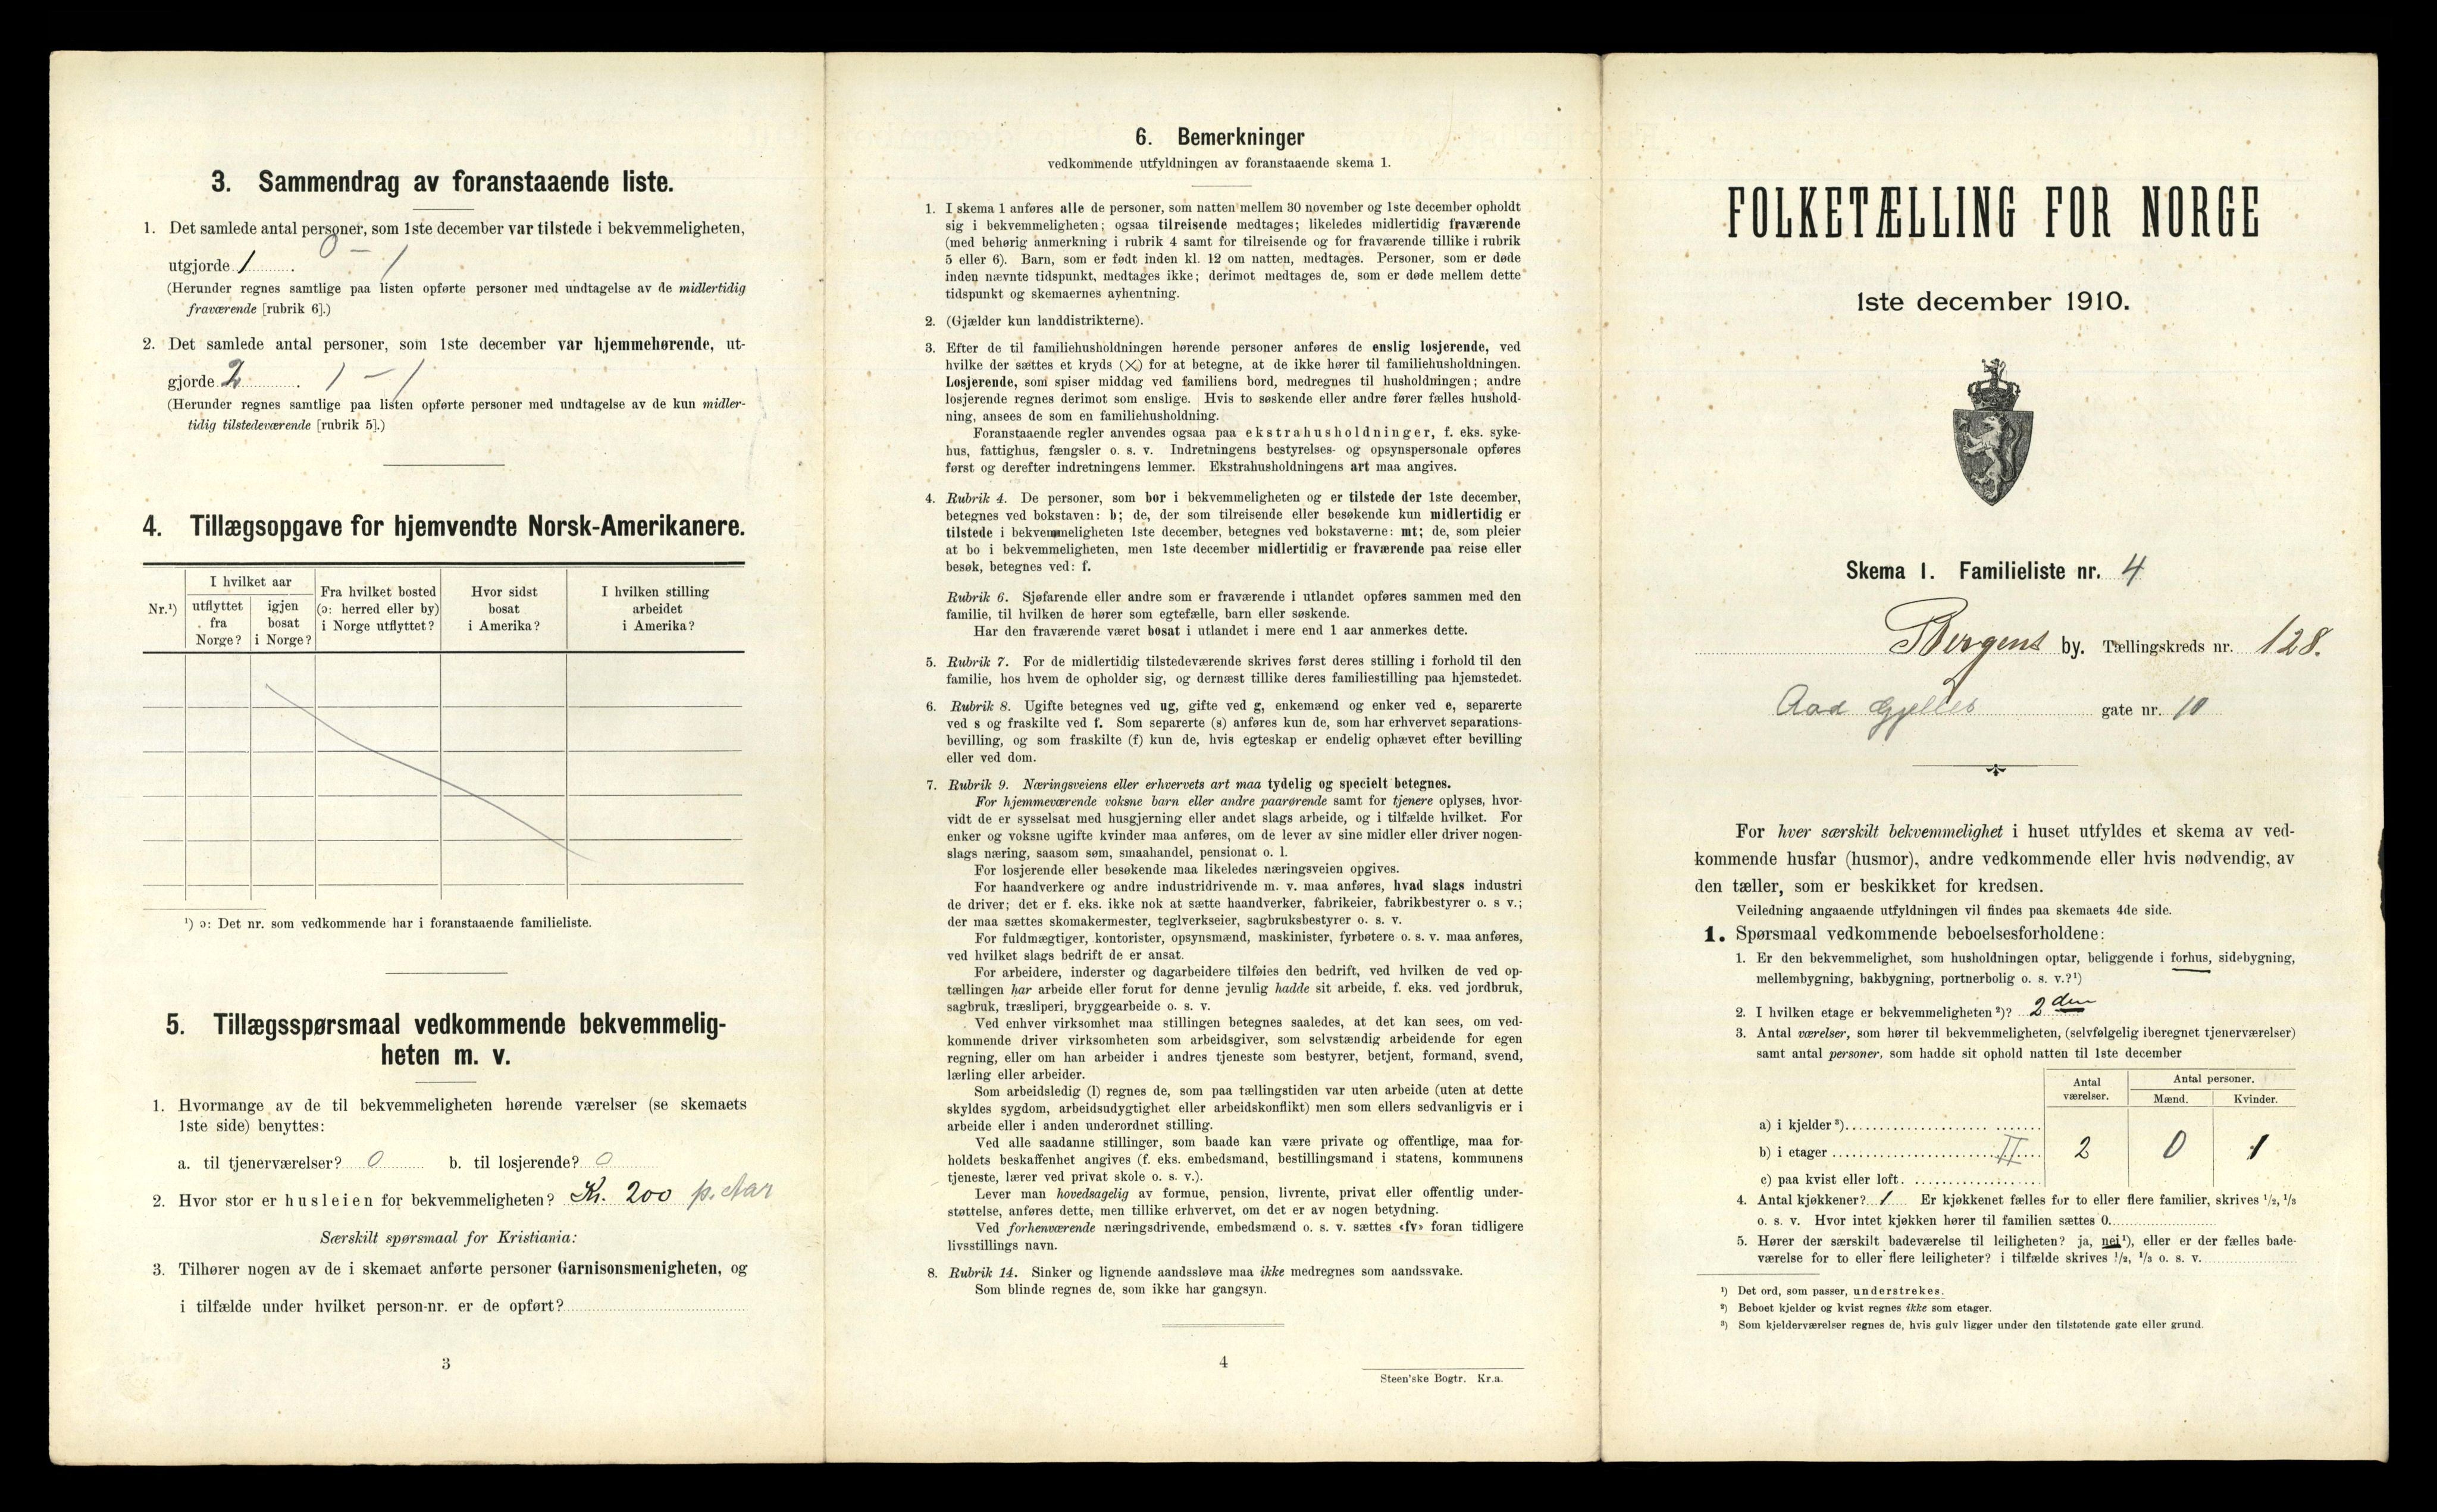 3. Sammendrag av foranstaaende liste.
1. Det samlede antal personer, som 1ste december var tilstede i bekvemmeligheten,
0 – 1
utgjorde 1.
(Herunder regnes samtlige paa listen opførte personer med undtagelse av de midlertidig
fraværende [rubrik 6].)
2. Det samlede antal personer, som 1ste december var hjemmehørende, ut-
gjorde 2. 1 – 1
(Herunder regnes samtlige paa listen opførte personer med undtagelse av de kun midler-
tidig tilstedeværende [rubrik 5].)
4. Tillægsopgave for hjemvendte Norsk-Amerikanere.
Nr.¹)
I hvilket aar
utflyttet fra Norge?
igjen bosat i Norge?
Fra hvilket bosted (ɔ: herred eller by) i Norge utflyttet?
Hvor sidst bosat i Amerika?
I hvilken stilling arbeidet i Amerika?
¹) ɔ: Det nr. som vedkommende har i foranstaaende familieliste.
5. Tillægsspørsmaal vedkommende bekvemmelig-
heten m. v.
1. Hvormange av de til bekvemmeligheten hørende værelser (se skemaets
1ste side) benyttes:
a. til tjenerværelser? 0 b. til losjerende? 0
2. Hvor stor er husleien for bekvemmeligheten? Kr. 200 p. Aar
Særskilt spørsmaal for Kristiania:
3. Tilhører nogen av de i skemaet anførte personer Garnisonsmenigheten, og
i tilfælde under hvilket person-nr. er de opført?
3
6. Bemerkninger
vedkommende utfyldningen av foranstaaende skema 1.
1. I skema 1 anføres alle de personer, som natten mellem 30 november og 1ste december opholdt
sig i bekvemmeligheten; ogsaa tilreisende medtages; likeledes midlertidig fraværende
(med behørig anmerkning i rubrik 4 samt for tilreisende og for fraværende tillike i rubrik
5 eller 6). Barn, som er født inden kl. 12 om natten, medtages. Personer, som er døde
inden nævnte tidspunkt, medtages ikke; derimot medtages de, som er døde mellem dette
tidspunkt og skemaernes avhentning.
2. (Gjælder kun landdistrikterne).
3. Efter de til familiehusholdningen hørende personer anføres de enslig losjerende, ved
hvilke der sættes et kryds (×) for at betegne, at de ikke hører til familiehusholdningen.
Losjerende, som spiser middag ved familiens bord, medregnes til husholdningen; andre
losjerende regnes derimot som enslige. Hvis to søskende eller andre fører fælles hushold-
ning, ansees de som en familiehusholdning.
Foranstaaende regler anvendes ogsaa paa ekstrahusholdninger, f. eks. syke-
hus, fattighus, fængsler o. s. v. Indretningens bestyrelses- og opsynspersonale opføres
først og derefter indretningens lemmer. Ekstrahusholdningens art maa angives.
4. Rubrik 4. De personer, som bor i bekvemmeligheten og er tilstede der 1ste december,
betegnes ved bokstaven: b; de, der som tilreisende eller besøkende kun midlertidig er
tilstede i bekvemmeligheten 1ste december, betegnes ved bokstaverne: mt; de, som pleier
at bo i bekvemmeligheten, men 1ste december midlertidig er fraværende paa reise eller
besøk, betegnes ved: f.
Rubrik 6. Sjøfarende eller andre som er fraværende i utlandet opføres sammen med den
familie, til hvilken de hører som egtefælle, barn eller søskende.
Har den fraværende været bosat i utlandet i mere end 1 aar anmerkes dette.
5. Rubrik 7. For de midlertidig tilstedeværende skrives først deres stilling i forhold til den
familie, hos hvem de opholder sig, og dernæst tillike deres familiestilling paa hjemstedet.
6. Rubrik 8. Ugifte betegnes ved ug, gifte ved g, enkemænd og enker ved e, separerte
ved s og fraskilte ved f. Som separerte (s) anføres kun de, som har erhvervet separations-
bevilling, og som fraskilte (f) kun de, hvis egteskap er endelig ophævet efter bevilling
eller ved dom.
7. Rubrik 9. Næringsveiens eller erhvervets art maa tydelig og specielt betegnes.
For hjemmeværende voksne barn eller andre paarørende samt for tjenere oplyses, hvor-
vidt de er sysselsat med husgjerning eller andet slags arbeide, og i tilfælde hvilket. For
enker og voksne ugifte kvinder maa anføres, om de lever av sine midler eller driver nogen-
slags næring, saasom søm, smaahandel, pensionat o. l.
For losjerende eller besøkende maa likeledes næringsveien opgives.
For haandverkere og andre industridrivende m. v. maa anføres, hvad slags industri
de driver; det er f. eks. ikke nok at sætte haandverker, fabrikeier, fabrikbestyrer o. s v.;
der maa sættes skomakermester, teglverkseier, sagbruksbestyrer o. s. v.
For fuldmægtiger, kontorister, opsynsmænd, maskinister, fyrbøtere o. s. v. maa anføres,
ved hvilket slags bedrift de er ansat.
For arbeidere, inderster og dagarbeidere tilføies den bedrift, ved hvilken de ved op-
tællingen har arbeide eller forut for denne jevnlig hadde sit arbeide, f. eks. ved jordbruk,
sagbruk, træsliperi, bryggearbeide o. s. v.
Ved enhver virksomhet maa stillingen betegnes saaledes, at det kan sees, om ved-
kommende driver virksomheten som arbeidsgiver, som selvstændig arbeidende for egen
regning, eller om han arbeider i andres tjeneste som bestyrer, betjent, formand, svend,
lærling eller arbeider.
Som arbeidsledig (l) regnes de, som paa tællingstiden var uten arbeide (uten at dette
skyldes sygdom, arbeidsudygtighet eller arbeidskonflikt) men som ellers sedvanligvis er i
arbeide eller i anden underordnet stilling.
Ved alle saadanne stillinger, som baade kan være private og offentlige, maa for-
holdets beskaffenhet angives (f. eks. embedsmand, bestillingsmand i statens, kommunens
tjeneste, lærer ved privat skole o. s. v.).
Lever man hovedsagelig av formue, pension, livrente, privat eller offentlig under-
støttelse, anføres dette, men tillike erhvervet, om det er av nogen betydning.
Ved forhenværende næringsdrivende, embedsmænd o. s. v. sættes «fv» foran tidligere
livsstillings navn.
8. Rubrik 14. Sinker og lignende aandssløve maa ikke medregnes som aandssvake.
Som blinde regnes de, som ikke har gangsyn.
4
Steen'ske Bogtr. Kr.a.
FOLKETÆLLING FOR NORGE
1ste december 1910.
Skema 1. Familieliste nr. 4
Bergens by. Tællingskreds nr. 128.
Aad Gjelles gate nr. 10
For hver særskilt bekvemmelighet i huset utfyldes et skema av ved-
kommende husfar (husmor), andre vedkommende eller hvis nødvendig, av
den tæller, som er beskikket for kredsen.
Veiledning angaaende utfyldningen vil findes paa skemaets 4de side.
1. Spørsmaal vedkommende beboelsesforholdene:
1. Er den bekvemmelighet, som husholdningen optar, beliggende i forhus, sidebygning,
mellembygning, bakbygning, portnerbolig o. s. v.?¹)
2. I hvilken etage er bekvemmeligheten²)? 2den
3. Antal værelser, som hører til bekvemmeligheten, (selvfølgelig iberegnet tjenerværelser)
samt antal personer, som hadde sit ophold natten til 1ste december
Antal værelser. Antal personer.
Mænd. Kvinder.
a) i kjelder³)
b) i etager II 2 0 1
c) paa kvist eller loft
4. Antal kjøkkener? 1 Er kjøkkenet fælles for to eller flere familier, skrives ¹/₂, ¹/₃
o. s. v. Hvor intet kjøkken hører til familien sættes 0.
5. Hører der særskilt badeværelse til leiligheten? ja, nei¹), eller er der fælles bade-
værelse for to eller flere leiligheter? i tilfælde skrives ¹/₂, ¹/₃ o. s. v.
¹) Det ord, som passer, understrekes.
²) Beboet kjelder og kvist regnes ikke som etager.
³) Som kjelderværelser regnes de, hvis gulv ligger under den tilstøtende gate eller grund.